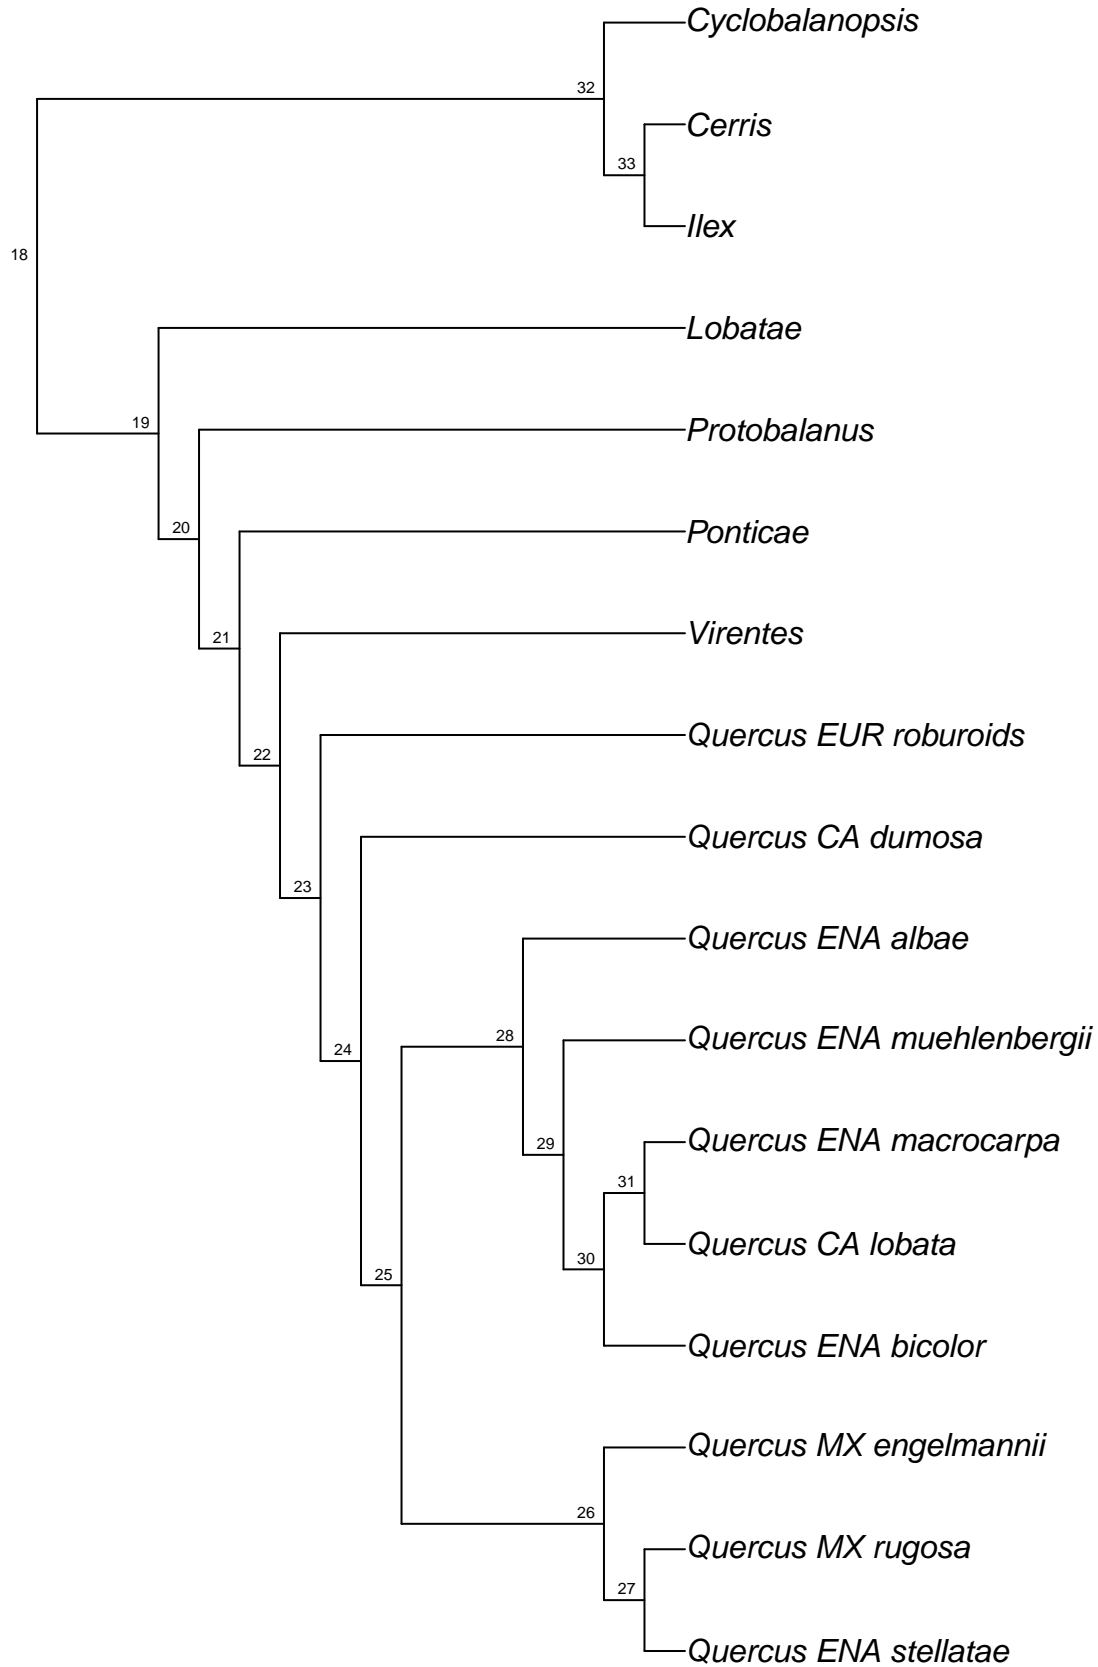 Cyclobalanopsis
32
Cerris
33
Ilex
18
Lobatae
19
Protobalanus
20
Ponticae
21
Virentes
22
Quercus EUR roburoids
23
Quercus CA dumosa
24
Quercus ENA albae
28
Quercus ENA muehlenbergii
29
Quercus ENA macrocarpa
31
Quercus CA lobata
30
25
Quercus ENA bicolor
Quercus MX engelmannii
26
Quercus MX rugosa
27
Quercus ENA stellatae